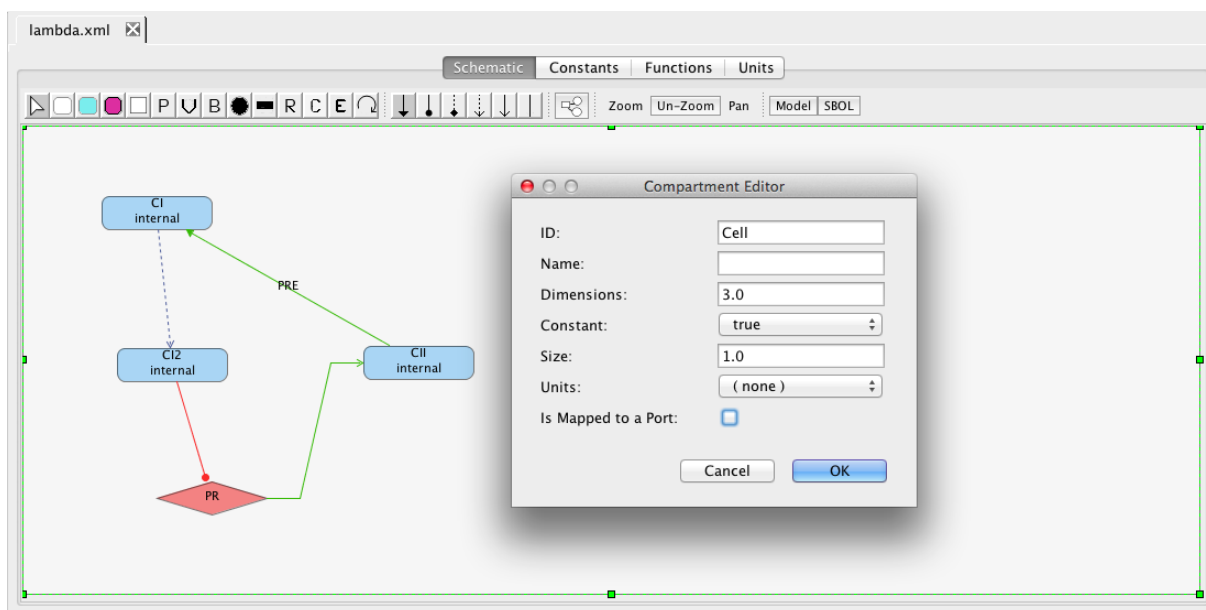 lambda.xml
Schematic Constants Functions Units
P V B R C E Zoom Un-Zoom Pan Model SBOL
Compartment Editor
CI
internal
ID: Cell
Name:
PRE
Dimensions: 3.0
Constant: true
CI2
internal
CII
internal
Size: 1.0
Units: ( none )
Is Mapped to a Port:
Cancel OK
PR